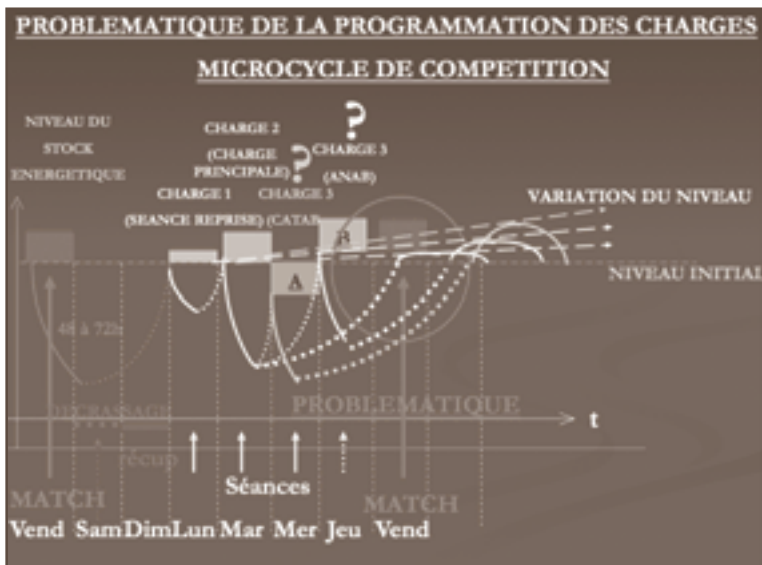 PROBLEMATIQUE DE LA PROGRAMMATION DES CHARGES
MICROCYCLE DE COMPETITION
NIVEAU DU
STOCK
ENERGETIQUE
CHARGE 2
(CHARGE
PRINCIPALE)
?
?
CHARGE 3
(ANAB)
CHARGE 1
(SEANCE REPRISE)
CHARGE 3
(CATAB
VARIATION DU NIVEAU
B
A
NIVEAU INITIAL
48 à 72h
DECRASSAGE
PROBLEMATIQUE
t
récup
Séances
MATCH
MATCH
Vend Sam Dim Lun Mar Mer Jeu Vend